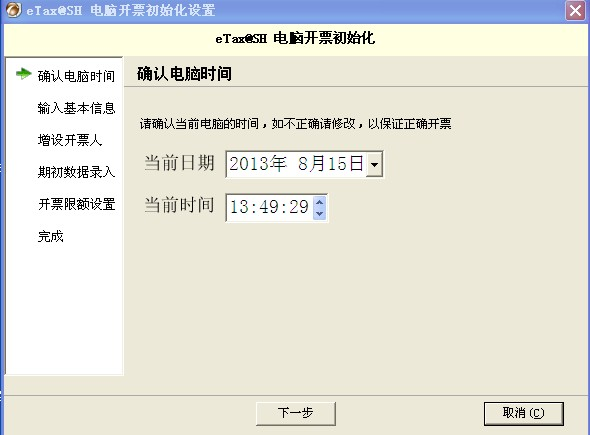 eTax@SH 电脑开票初始化设置
eTax@SH 电脑开票初始化
确认电脑时间
输入基本信息
增设开票人
期初数据录入
开票限额设置
完成
确认电脑时间
请确认当前电脑的时间，如不正确请修改，以保证正确开票
当前日期 2013年 8月15日
当前时间 13:49:29
下一步
取消(C)